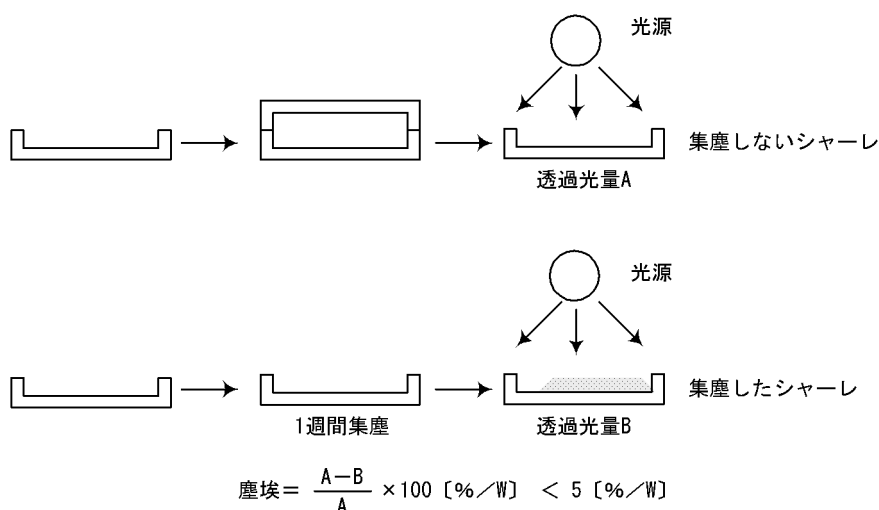 光源
集塵しないシャーレ
透過光量A
光源
集塵したシャーレ
1週間集塵
透過光量B
塵埃＝ A－B / A ×100〔%／W〕 < 5〔%／W〕